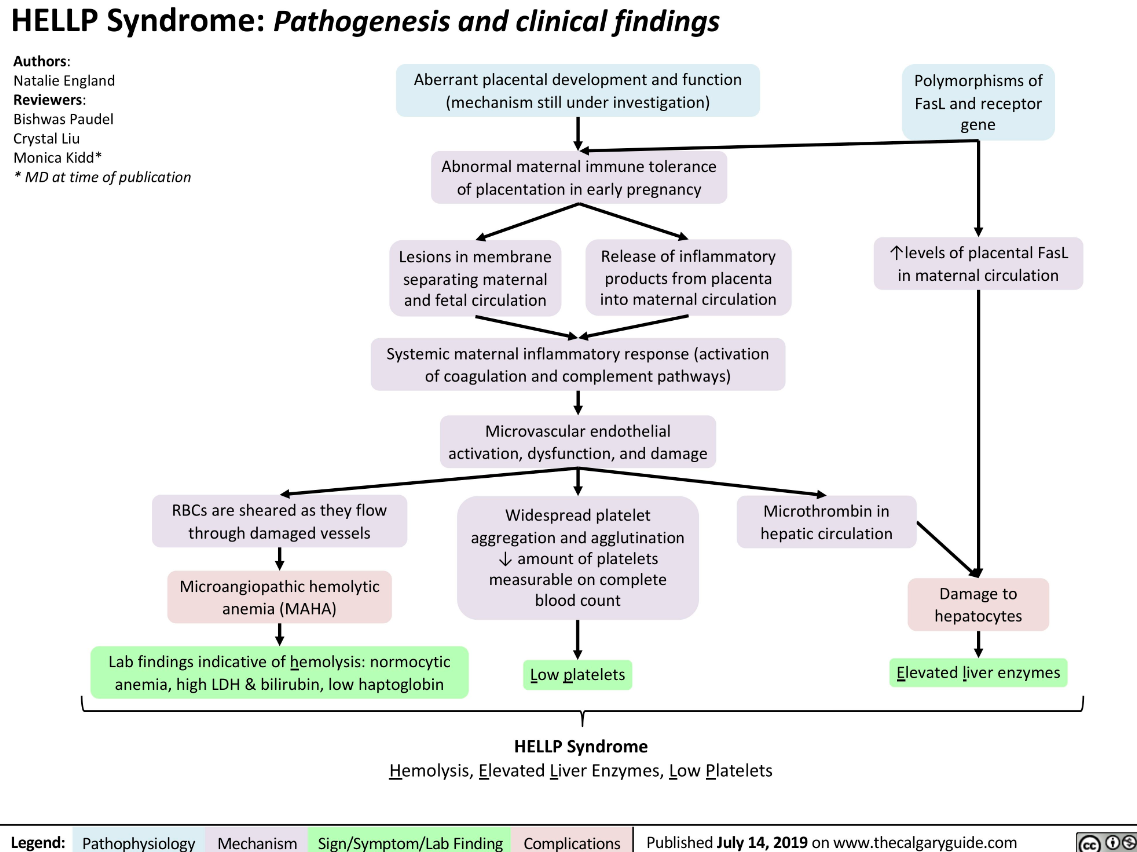 HELLP Syndrome: Pathogenesis and clinical findings
Authors:
Natalie England
Reviewers:
Bishwas Paudel
Crystal Liu
Monica Kidd*
* MD at time of publication
Aberrant placental development and function
(mechanism still under investigation)
Polymorphisms of
FasL and receptor
gene
Abnormal maternal immune tolerance
of placentation in early pregnancy
Lesions in membrane
separating maternal
and fetal circulation
Release of inflammatory
products from placenta
into maternal circulation
↑levels of placental FasL
in maternal circulation
Systemic maternal inflammatory response (activation
of coagulation and complement pathways)
Microvascular endothelial
activation, dysfunction, and damage
RBCs are sheared as they flow
through damaged vessels
Widespread platelet
aggregation and agglutination
↓ amount of platelets
measurable on complete
blood count
Microthrombin in
hepatic circulation
Microangiopathic hemolytic
anemia (MAHA)
Damage to
hepatocytes
Lab findings indicative of hemolysis: normocytic
anemia, high LDH & bilirubin, low haptoglobin
Low platelets
Elevated liver enzymes
HELLP Syndrome
Hemolysis, Elevated Liver Enzymes, Low Platelets
Legend: Pathophysiology Mechanism Sign/Symptom/Lab Finding Complications Published July 14, 2019 on www.thecalgaryguide.com
cc